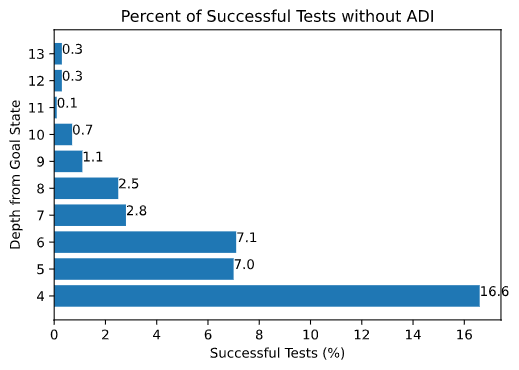 Percent of Successful Tests without ADI
Depth from Goal State
13 0.3
12 0.3
11 0.1
10 0.7
9 1.1
8 2.5
7 2.8
6 7.1
5 7.0
4 16.6
0 2 4 6 8 10 12 14 16
Successful Tests (%)